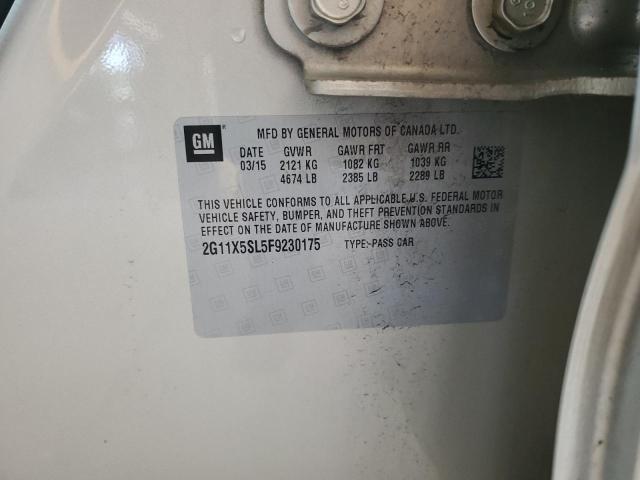 GM
MFD BY GENERAL MOTORS OF CANADA LTD.
DATE GVWR GAWR FRT GAWR RR
03/15 2121 KG 1082 KG 1039 KG
4674 LB 2385 LB 2289 LB
THIS VEHICLE CONFORMS TO ALL APPLICABLE U.S. FEDERAL MOTOR
VEHICLE SAFETY, BUMPER, AND THEFT PREVENTION STANDARDS IN
EFFECT ON THE DATE OF MANUFACTURE SHOWN ABOVE.
2G11X5SL5F9230175 TYPE: PASS CAR